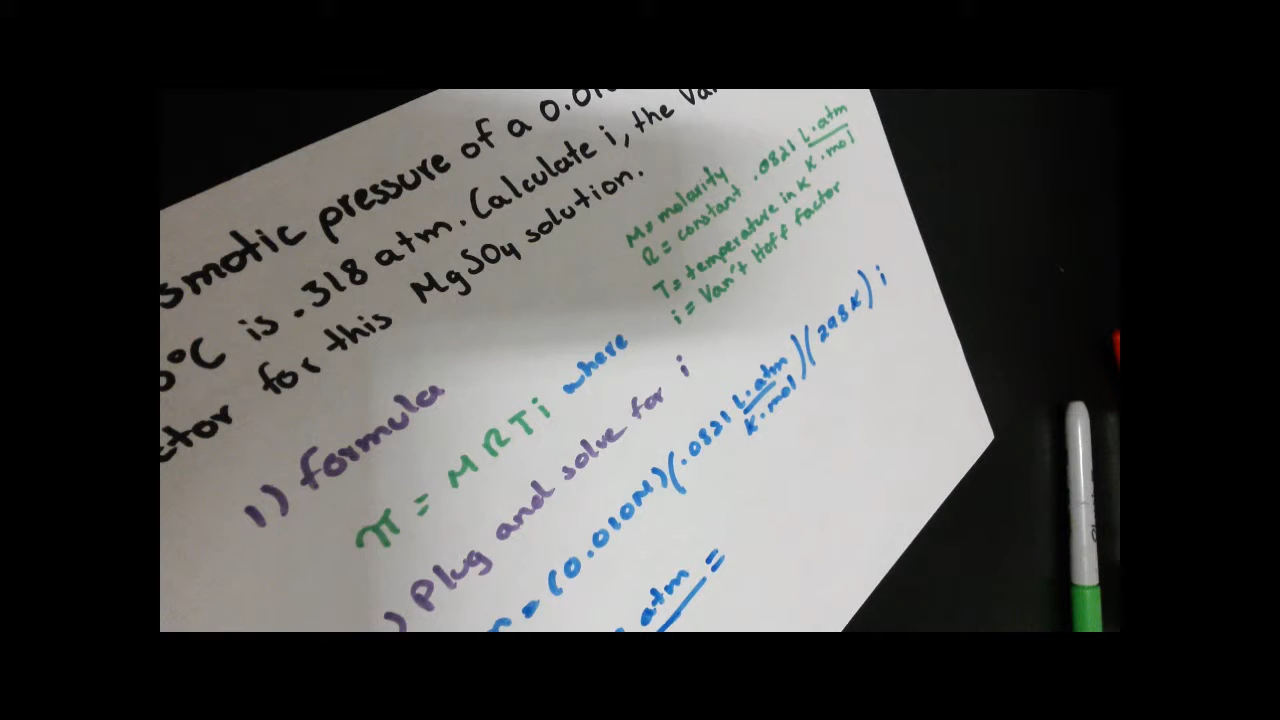 smotic pressure of a 0.010
°C is .318 atm. Calculate i, the Van
ctor for this MgSO4 solution.
M= molarity
R= constant .0821 L.atm
K.mol
T= temperature in K
i= Van't Hoff factor
1) formula
π = MRTi where
) Plug and solve for i
= (0.010M)(.0821 L.atm)(298K)i
K.mol
atm =